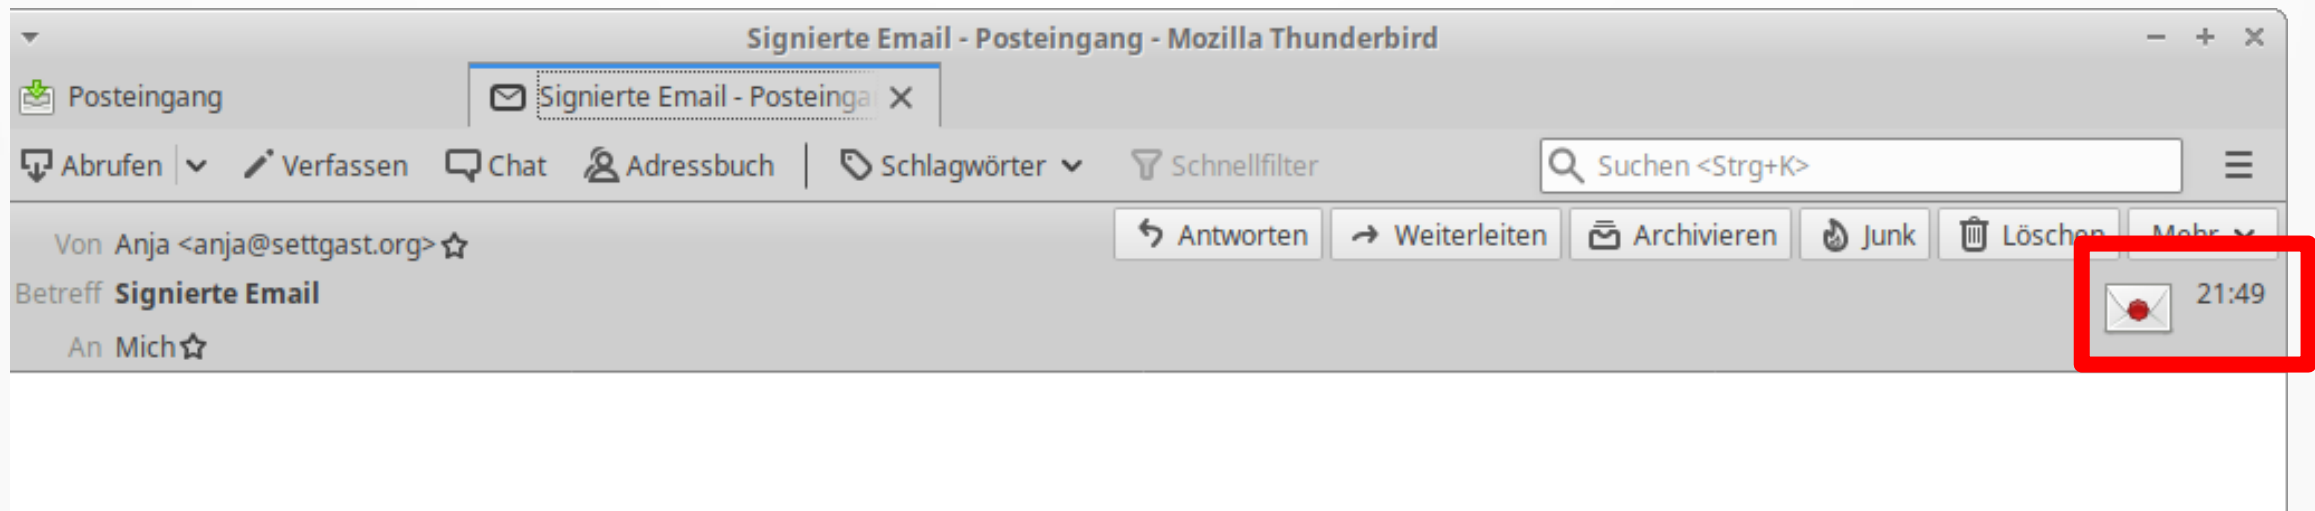 Signierte Email - Posteingang - Mozilla Thunderbird
Posteingang Signierte Email - Posteinga
Abrufen Verfassen Chat Adressbuch Schlagwörter Schnellfilter Suchen <Strg+K>
Von Anja <anja@settgast.org> Antworten Weiterleiten Archivieren Junk Löschen Mehr
Betreff Signierte Email 21:49
An Mich